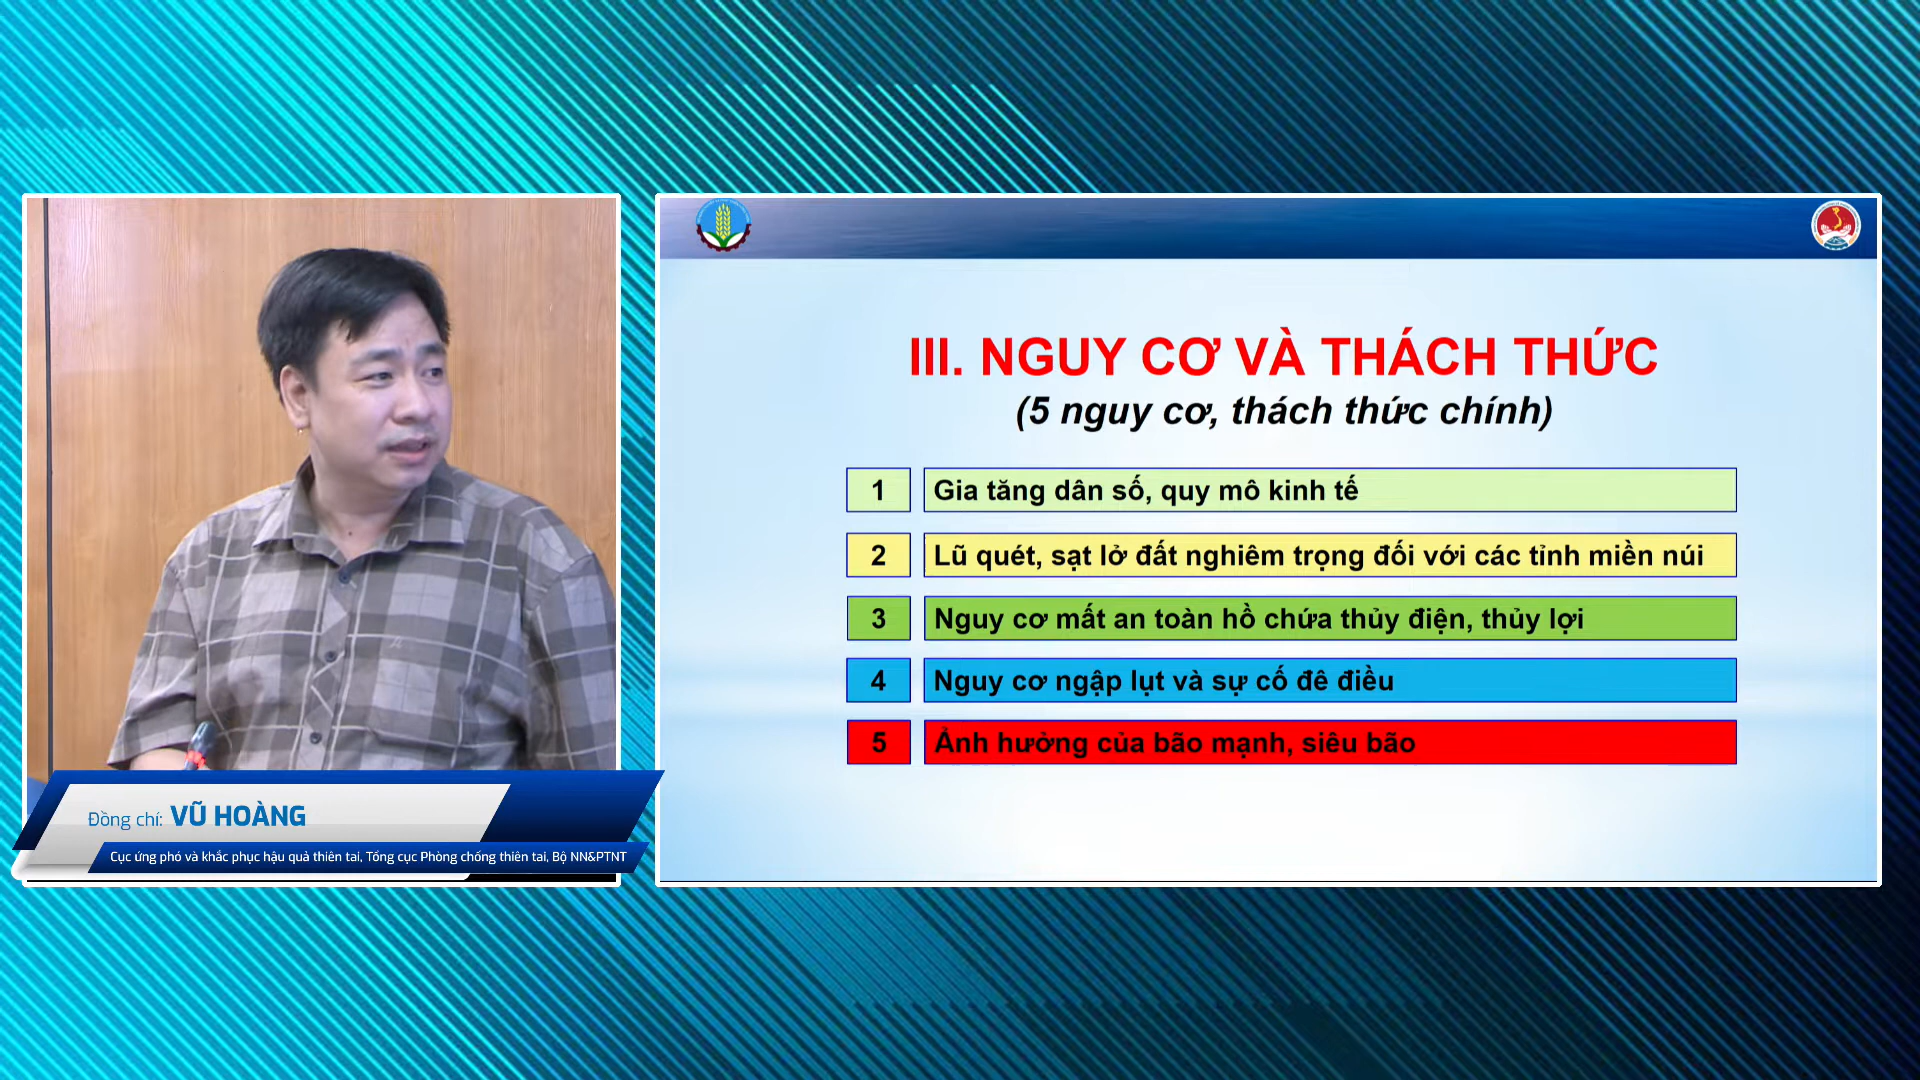 III. NGUY CƠ VÀ THÁCH THỨC
(5 nguy cơ, thách thức chính)
1 Gia tăng dân số, quy mô kinh tế
2 Lũ quét, sạt lở đất nghiêm trọng đối với các tỉnh miền núi
3 Nguy cơ mất an toàn hồ chứa thủy điện, thủy lợi
4 Nguy cơ ngập lụt và sự cố đê điều
5 Ảnh hưởng của bão mạnh, siêu bão
Đồng chí: VŨ HOÀNG
Cục ứng phó và khắc phục hậu quả thiên tai, Tổng cục Phòng chống thiên tai, Bộ NN&PTNT